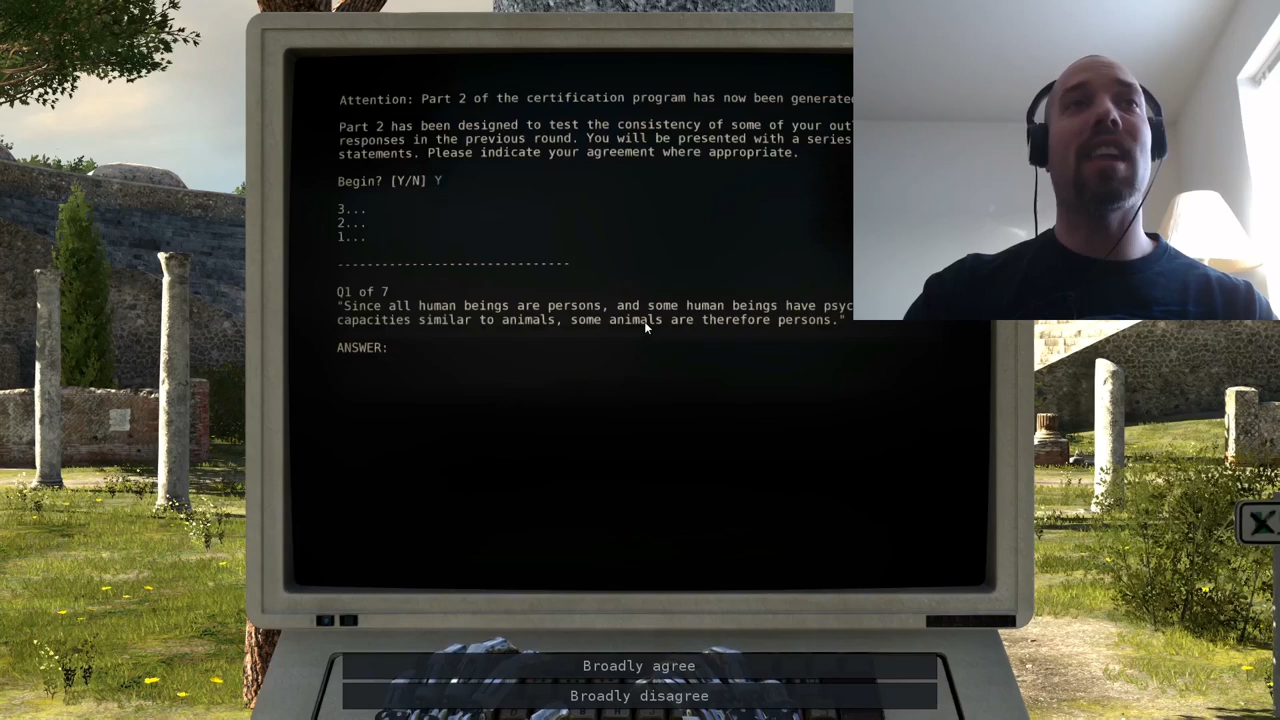 Attention: Part 2 of the certification program has now been generated
Part 2 has been designed to test the consistency of some of your
responses in the previous round. You will be presented with a series
statements. Please indicate your agreement where appropriate.
Begin? [Y/N] Y
3...
2...
1...
------------------------------
Q1 of 7
"Since all human beings are persons, and some human beings have
capacities similar to animals, some animals are therefore persons."
ANSWER:
X
Broadly agree
Broadly disagree